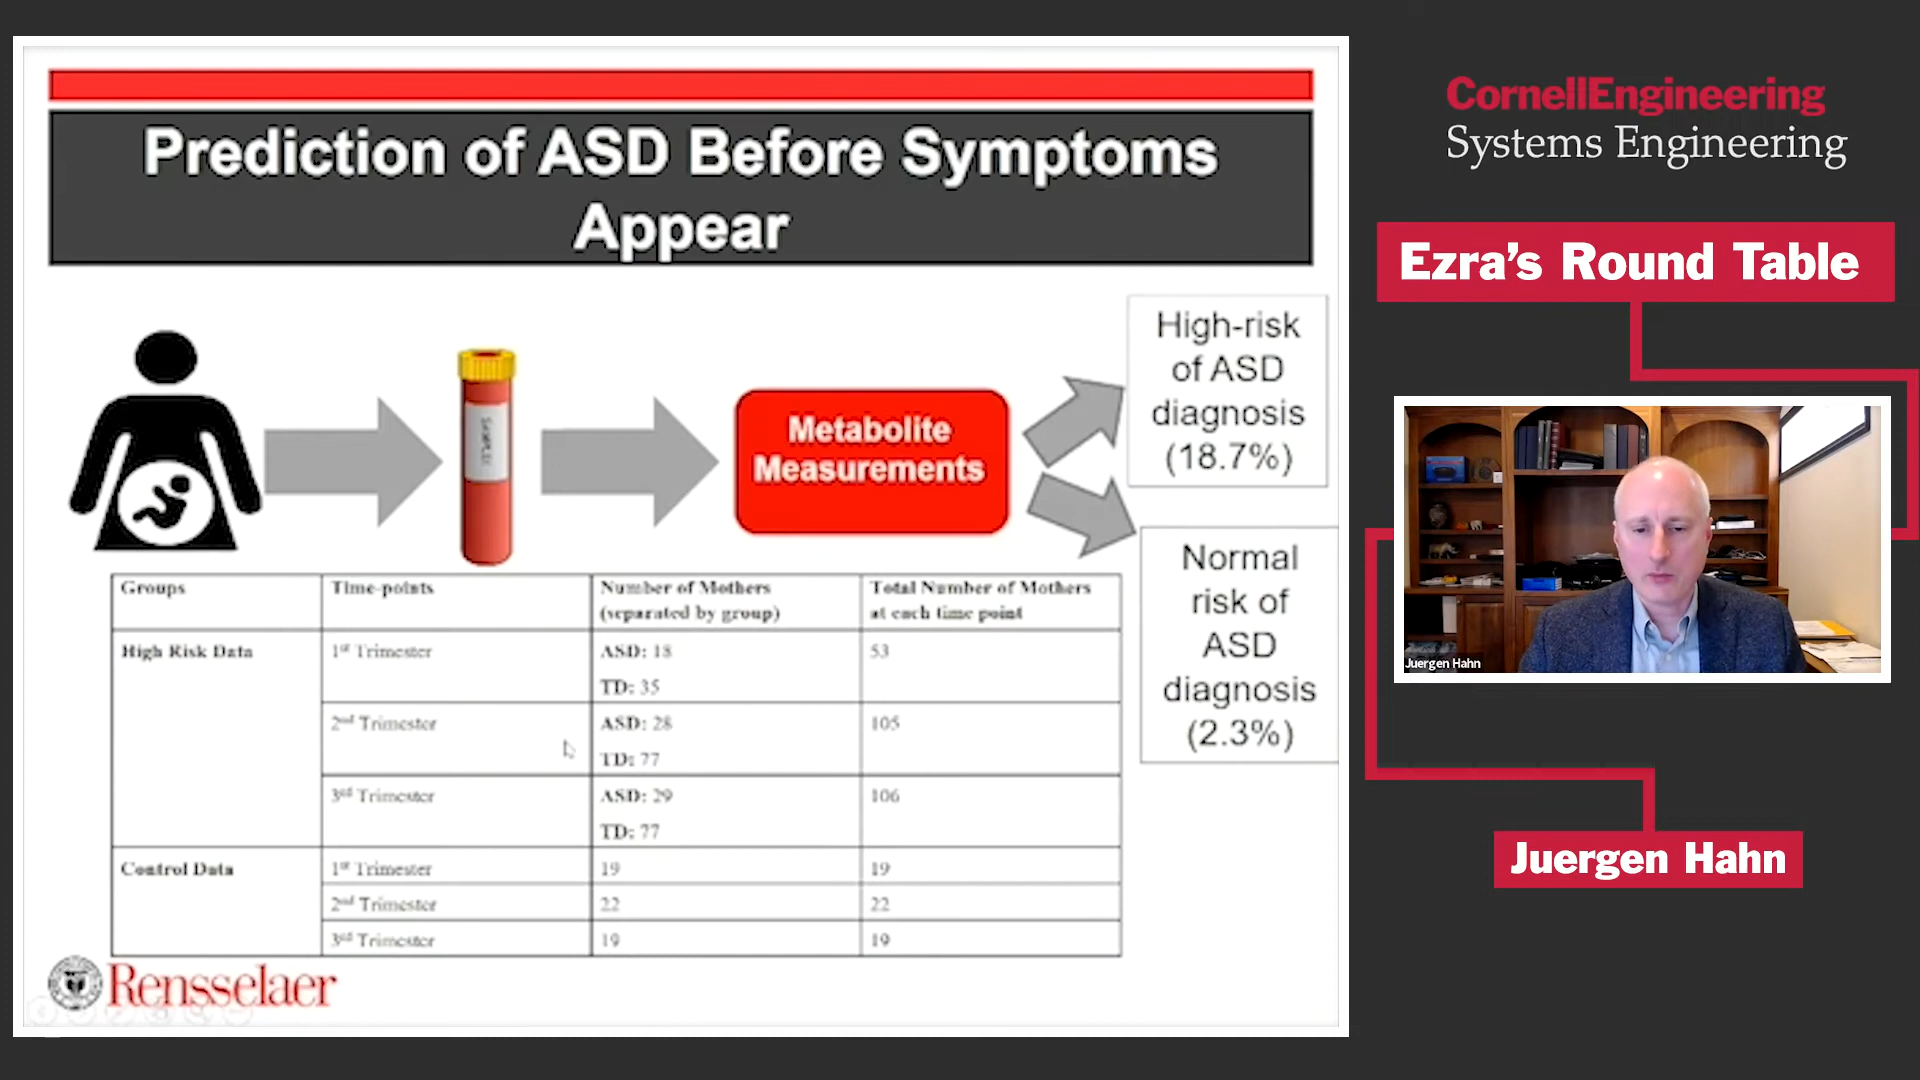 Prediction of ASD Before Symptoms
Appear
High-risk
of ASD
diagnosis
(18.7%)
Metabolite
Measurements
Normal
risk of
ASD
diagnosis
(2.3%)
Groups
Time-points
Number of Mothers
(separated by group)
Total Number of Mothers
at each time point
High Risk Data
1st Trimester
ASD: 18
TD: 35
53
2nd Trimester
ASD: 28
TD: 77
105
3rd Trimester
ASD: 29
TD: 77
106
Control Data
1st Trimester
19
19
2nd Trimester
22
22
3rd Trimester
19
19
Rensselaer
CornellEngineering
Systems Engineering
Ezra's Round Table
Juergen Hahn
Juergen Hahn